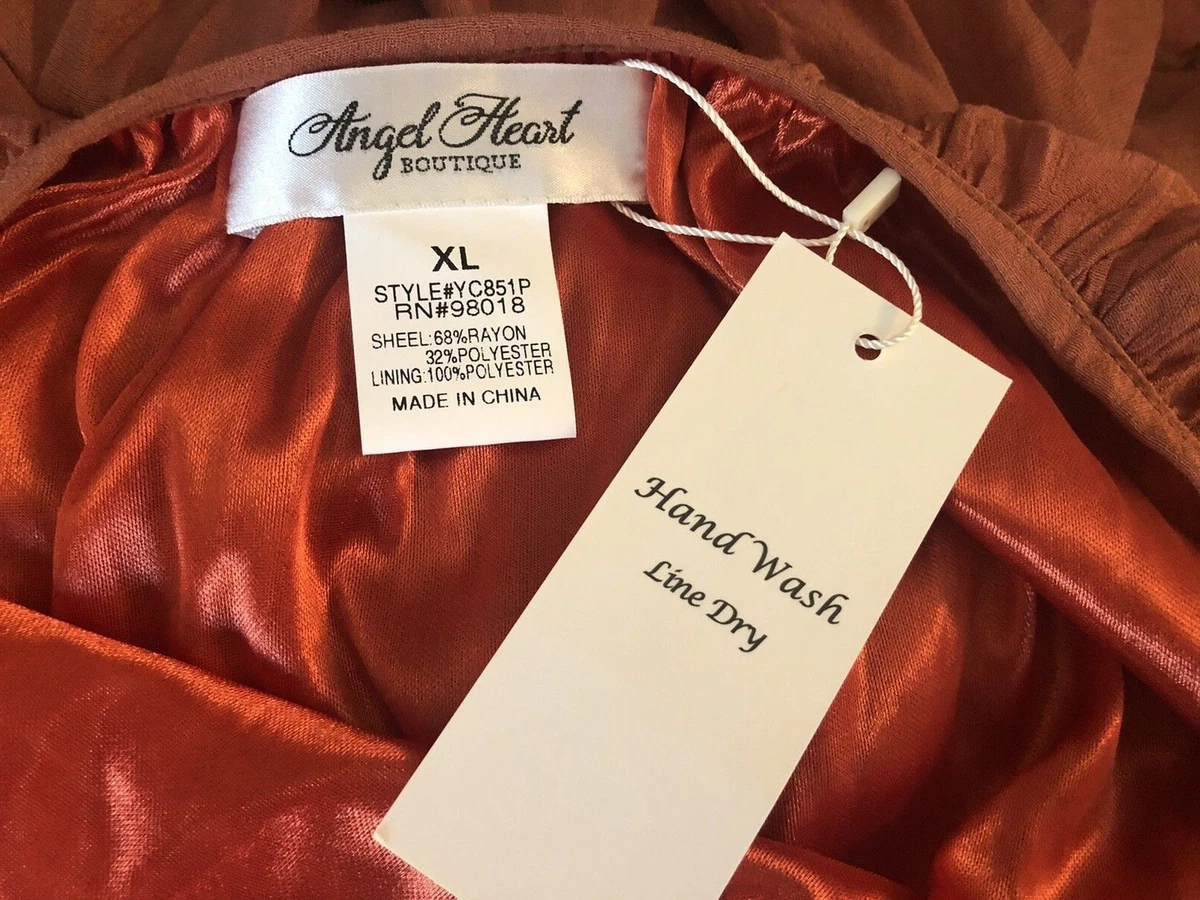 Angel Heart
BOUTIQUE
XL
STYLE#YC851P
RN#98018
SHEEL:68%RAYON
32%POLYESTER
LINING:100%POLYESTER
MADE IN CHINA
Hand Wash
Line Dry